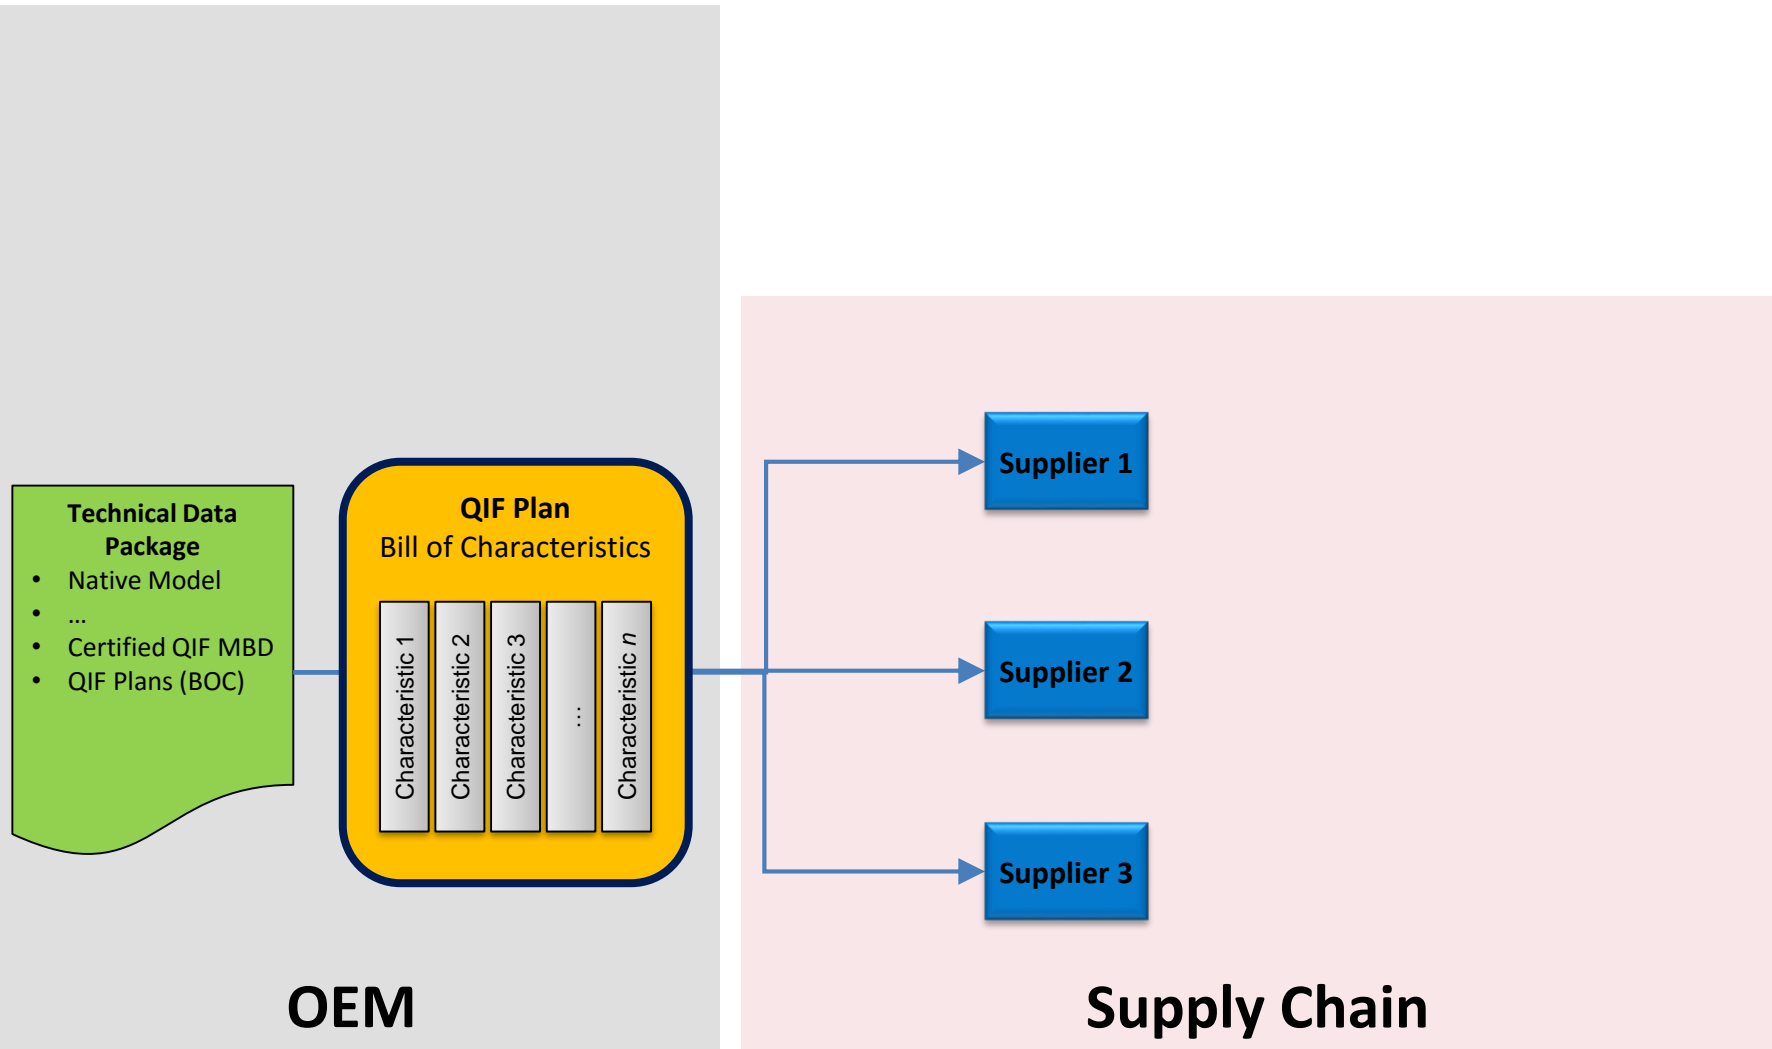 Technical Data
Package
• Native Model
• ...
• Certified QIF MBD
• QIF Plans (BOC)
QIF Plan
Bill of Characteristics
Characteristic 1
Characteristic 2
Characteristic 3
...
Characteristic n
Supplier 1
Supplier 2
Supplier 3
OEM
Supply Chain